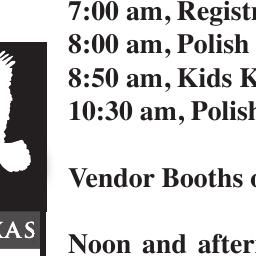 7:00 am, Registr
8:00 am, Polish
8:50 am, Kids K
10:30 am, Polis
Vendor Booths
KAS
Noon and after